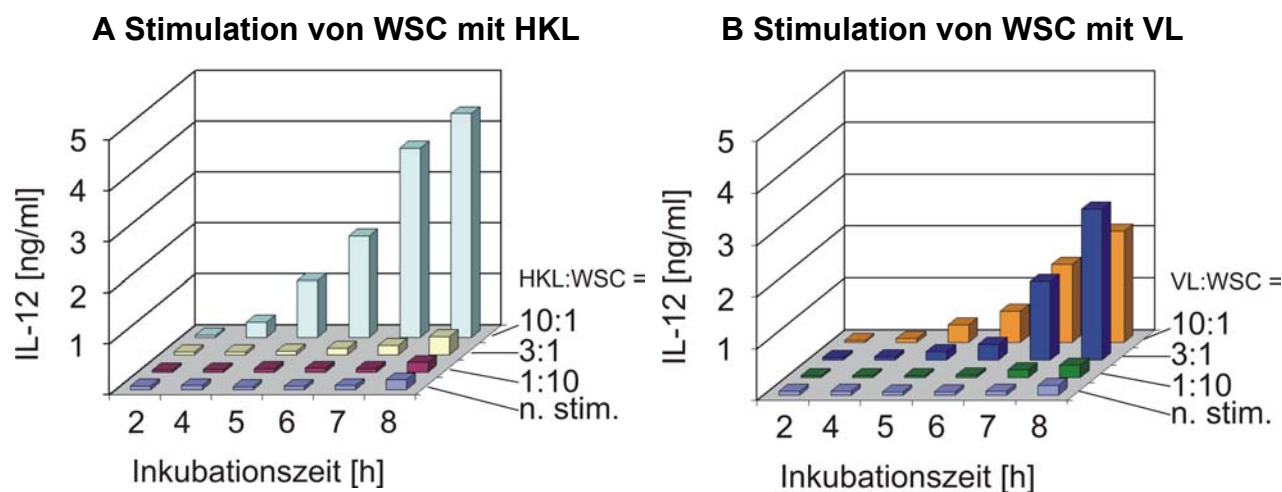 A Stimulation von WSC mit HKL
5
4
3
2
1
IL-12 [ng/ml]
HKL:WSC =
10:1
3:1
1:10
n. stim.
2 4 5 6 7 8
Inkubationszeit [h]
B Stimulation von WSC mit VL
5
4
3
2
1
IL-12 [ng/ml]
VL:WSC =
10:1
3:1
1:10
n. stim.
2 4 5 6 7 8
Inkubationszeit [h]